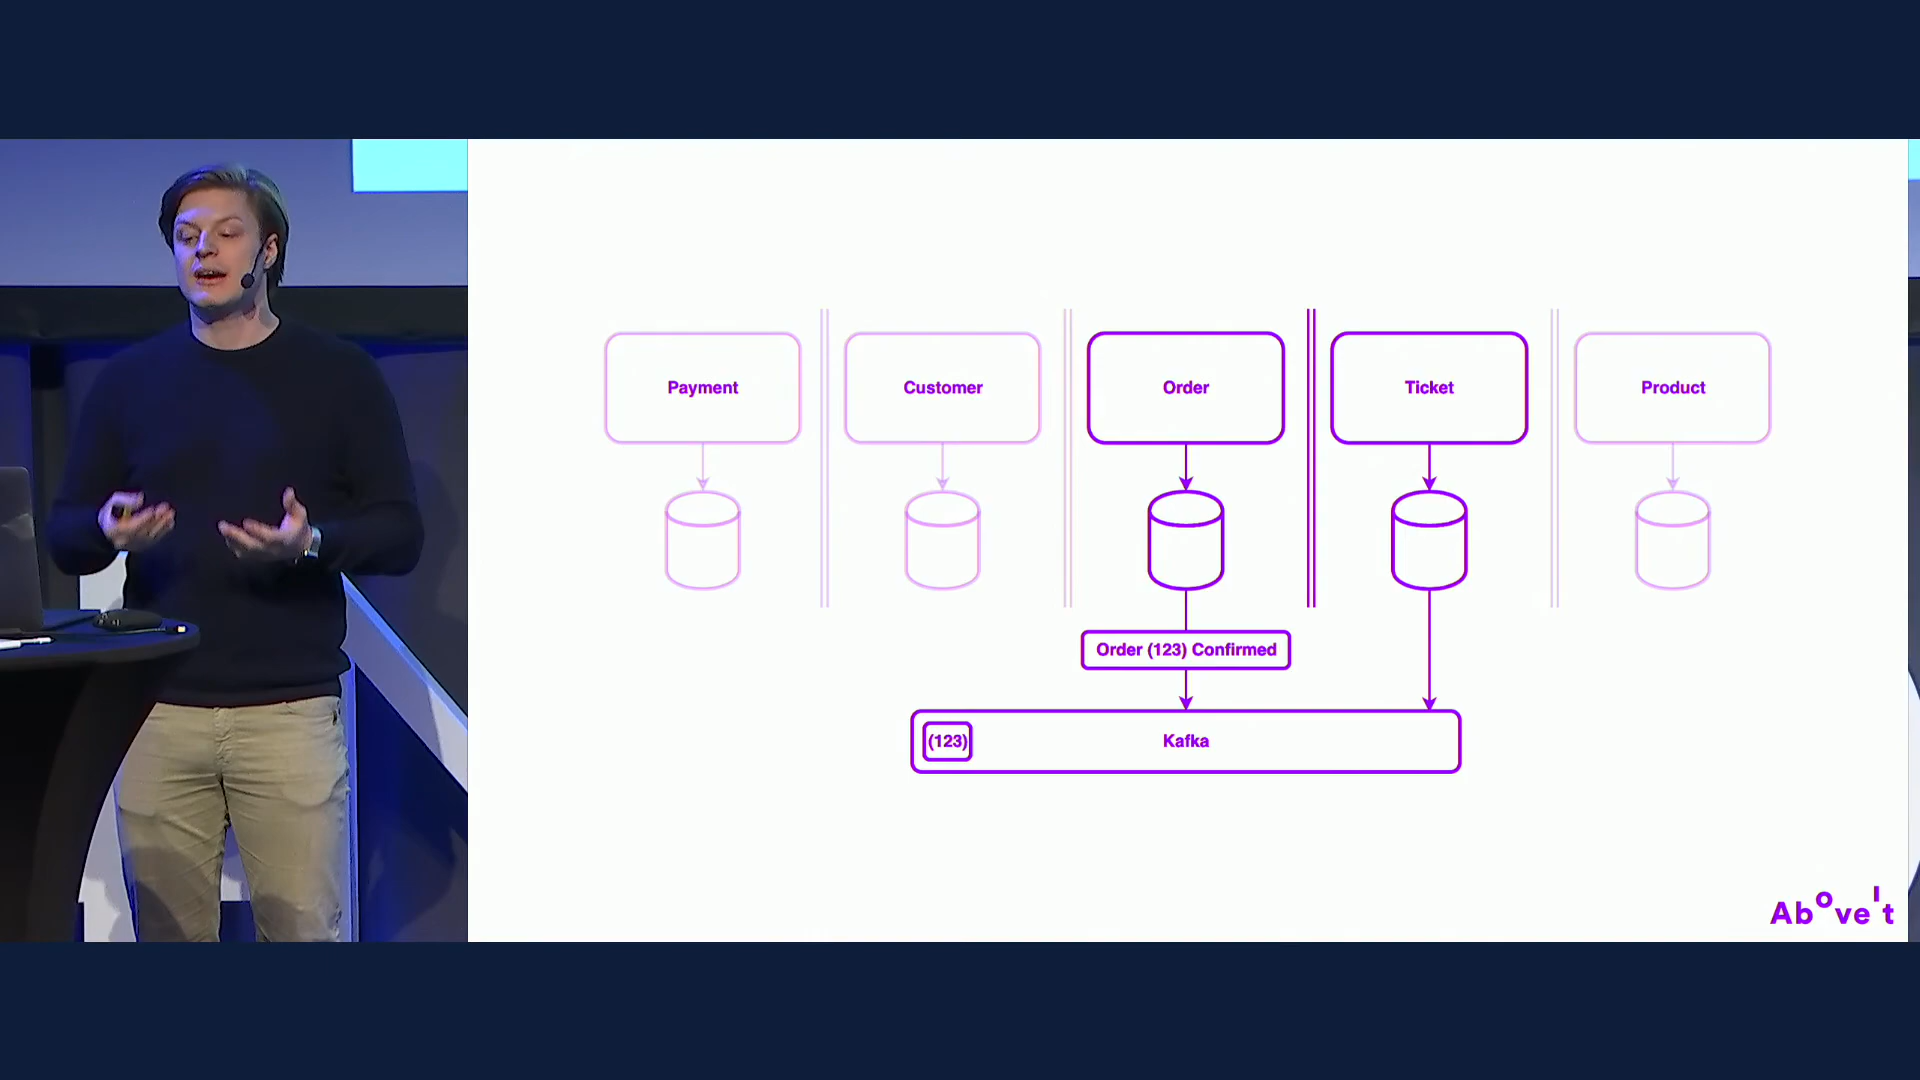 Payment
Customer
Order
Ticket
Product
Order (123) Confirmed
(123)
Kafka
Above It